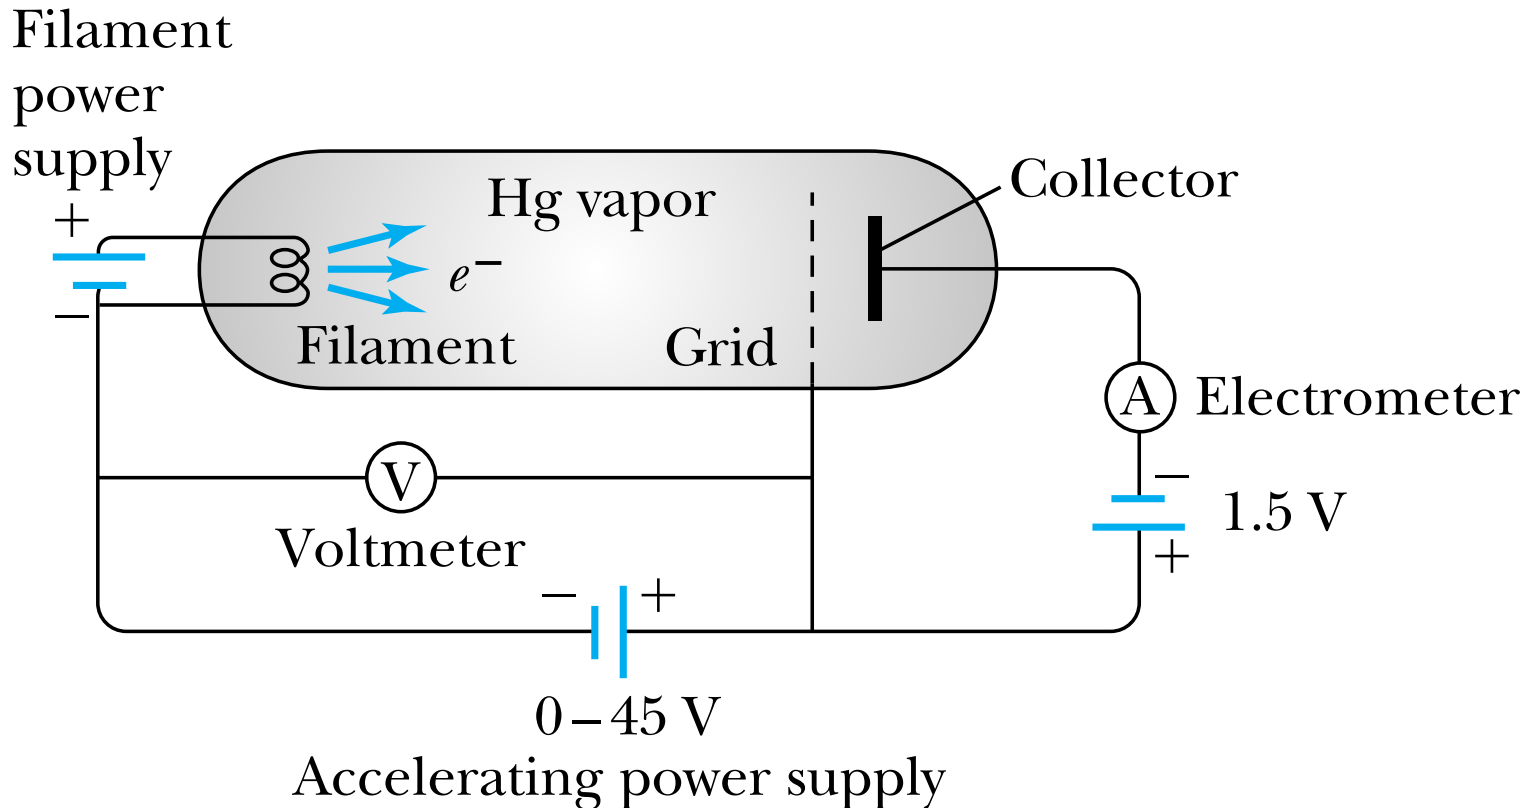 Filament
power
supply
+
−
Hg vapor
e−
Filament
Grid
Collector
A Electrometer
−
1.5 V
+
V
Voltmeter
− +
0–45 V
Accelerating power supply